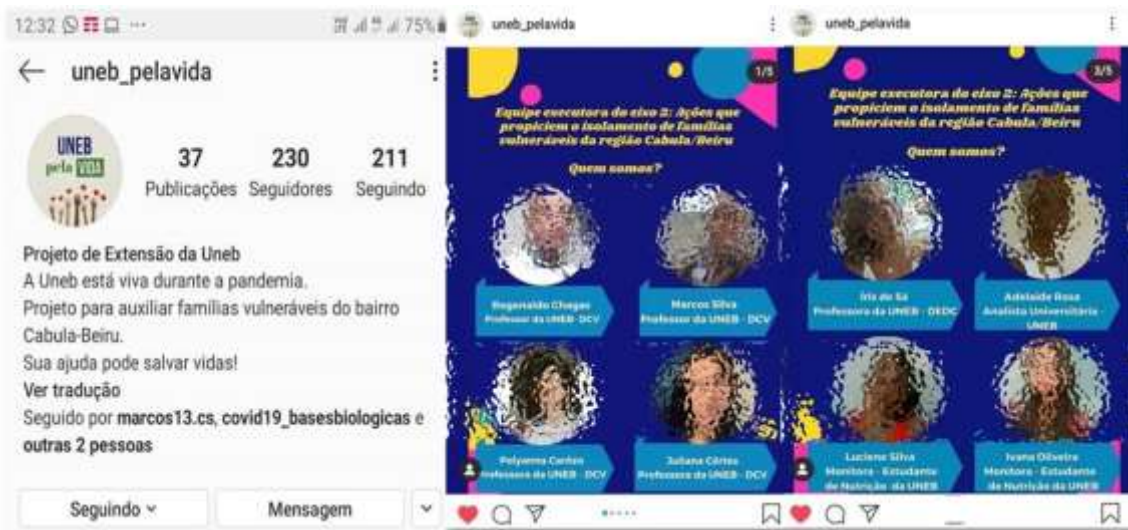 12:32
75%
uneb_pelavida
UNEB
pela VIDA
37
230
211
Publicações
Seguidores
Seguindo
Projeto de Extensão da Uneb
A Uneb está viva durante a pandemia.
Projeto para auxiliar famílias vulneráveis do bairro
Cabula-Beiru.
Sua ajuda pode salvar vidas!
Ver tradução
Seguido por marcos13.cs, covid19_basesbiologicas e
outras 2 pessoas
Seguindo
Mensagem
uneb_pelavida
1/5
Equipe executora do eixo 2: Ações que
propiciem o isolamento de famílias
vulneráveis da região Cabula/Beiru
Quem somos?
Rogenaldo Chagas
Professor da UNEB - DCV
Marcos Silva
Professor da UNEB - DCV
Professora da UNEB - DCV
Juliana Côrtes
Professora da UNEB - DCV
uneb_pelavida
3/5
Equipe executora do eixo 2: Ações que
propiciem o isolamento de famílias
vulneráveis da região Cabula/Beiru
Quem somos?
Iris de Sá
Professora da UNEB - DEDC
Adelaide Rosa
Analista Universitária -
UNEB
Luciene Silva
Monitora - Estudante
de Nutrição da UNEB
Ivana Oliveira
Monitora - Estudante
de Nutrição da UNEB